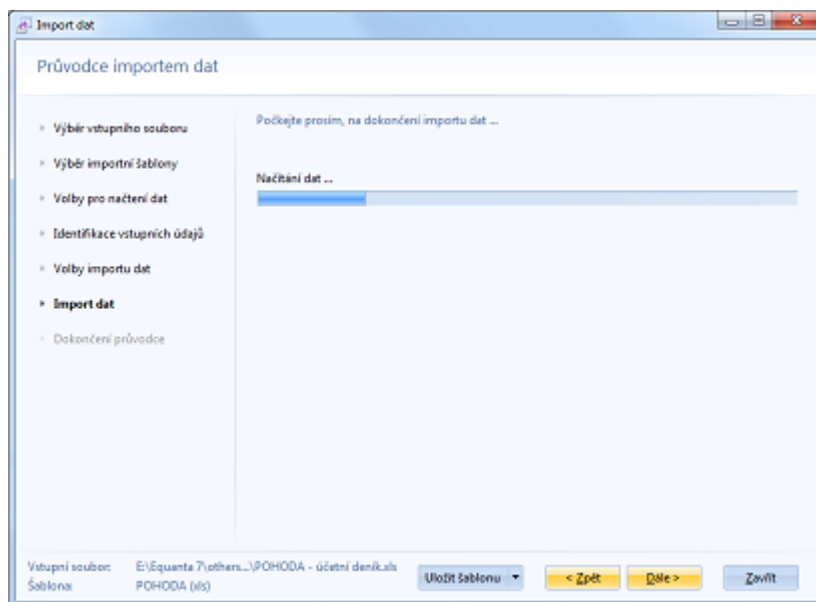 Import dat
Průvodce importem dat
Výběr vstupního souboru
Výběr importní šablony
Volby pro načtení dat
Identifikace vstupních údajů
Volby importu dat
Import dat
Dokončení průvodce
Počkejte prosím, na dokončení importu dat ...
Načítání dat ...
Vstupní soubor: E:\Equanta 7\others...\POHODA - účetní deník.xls
Šablona: POHODA (xls)
Uložit šablonu
< Zpět
Dále >
Zavřít